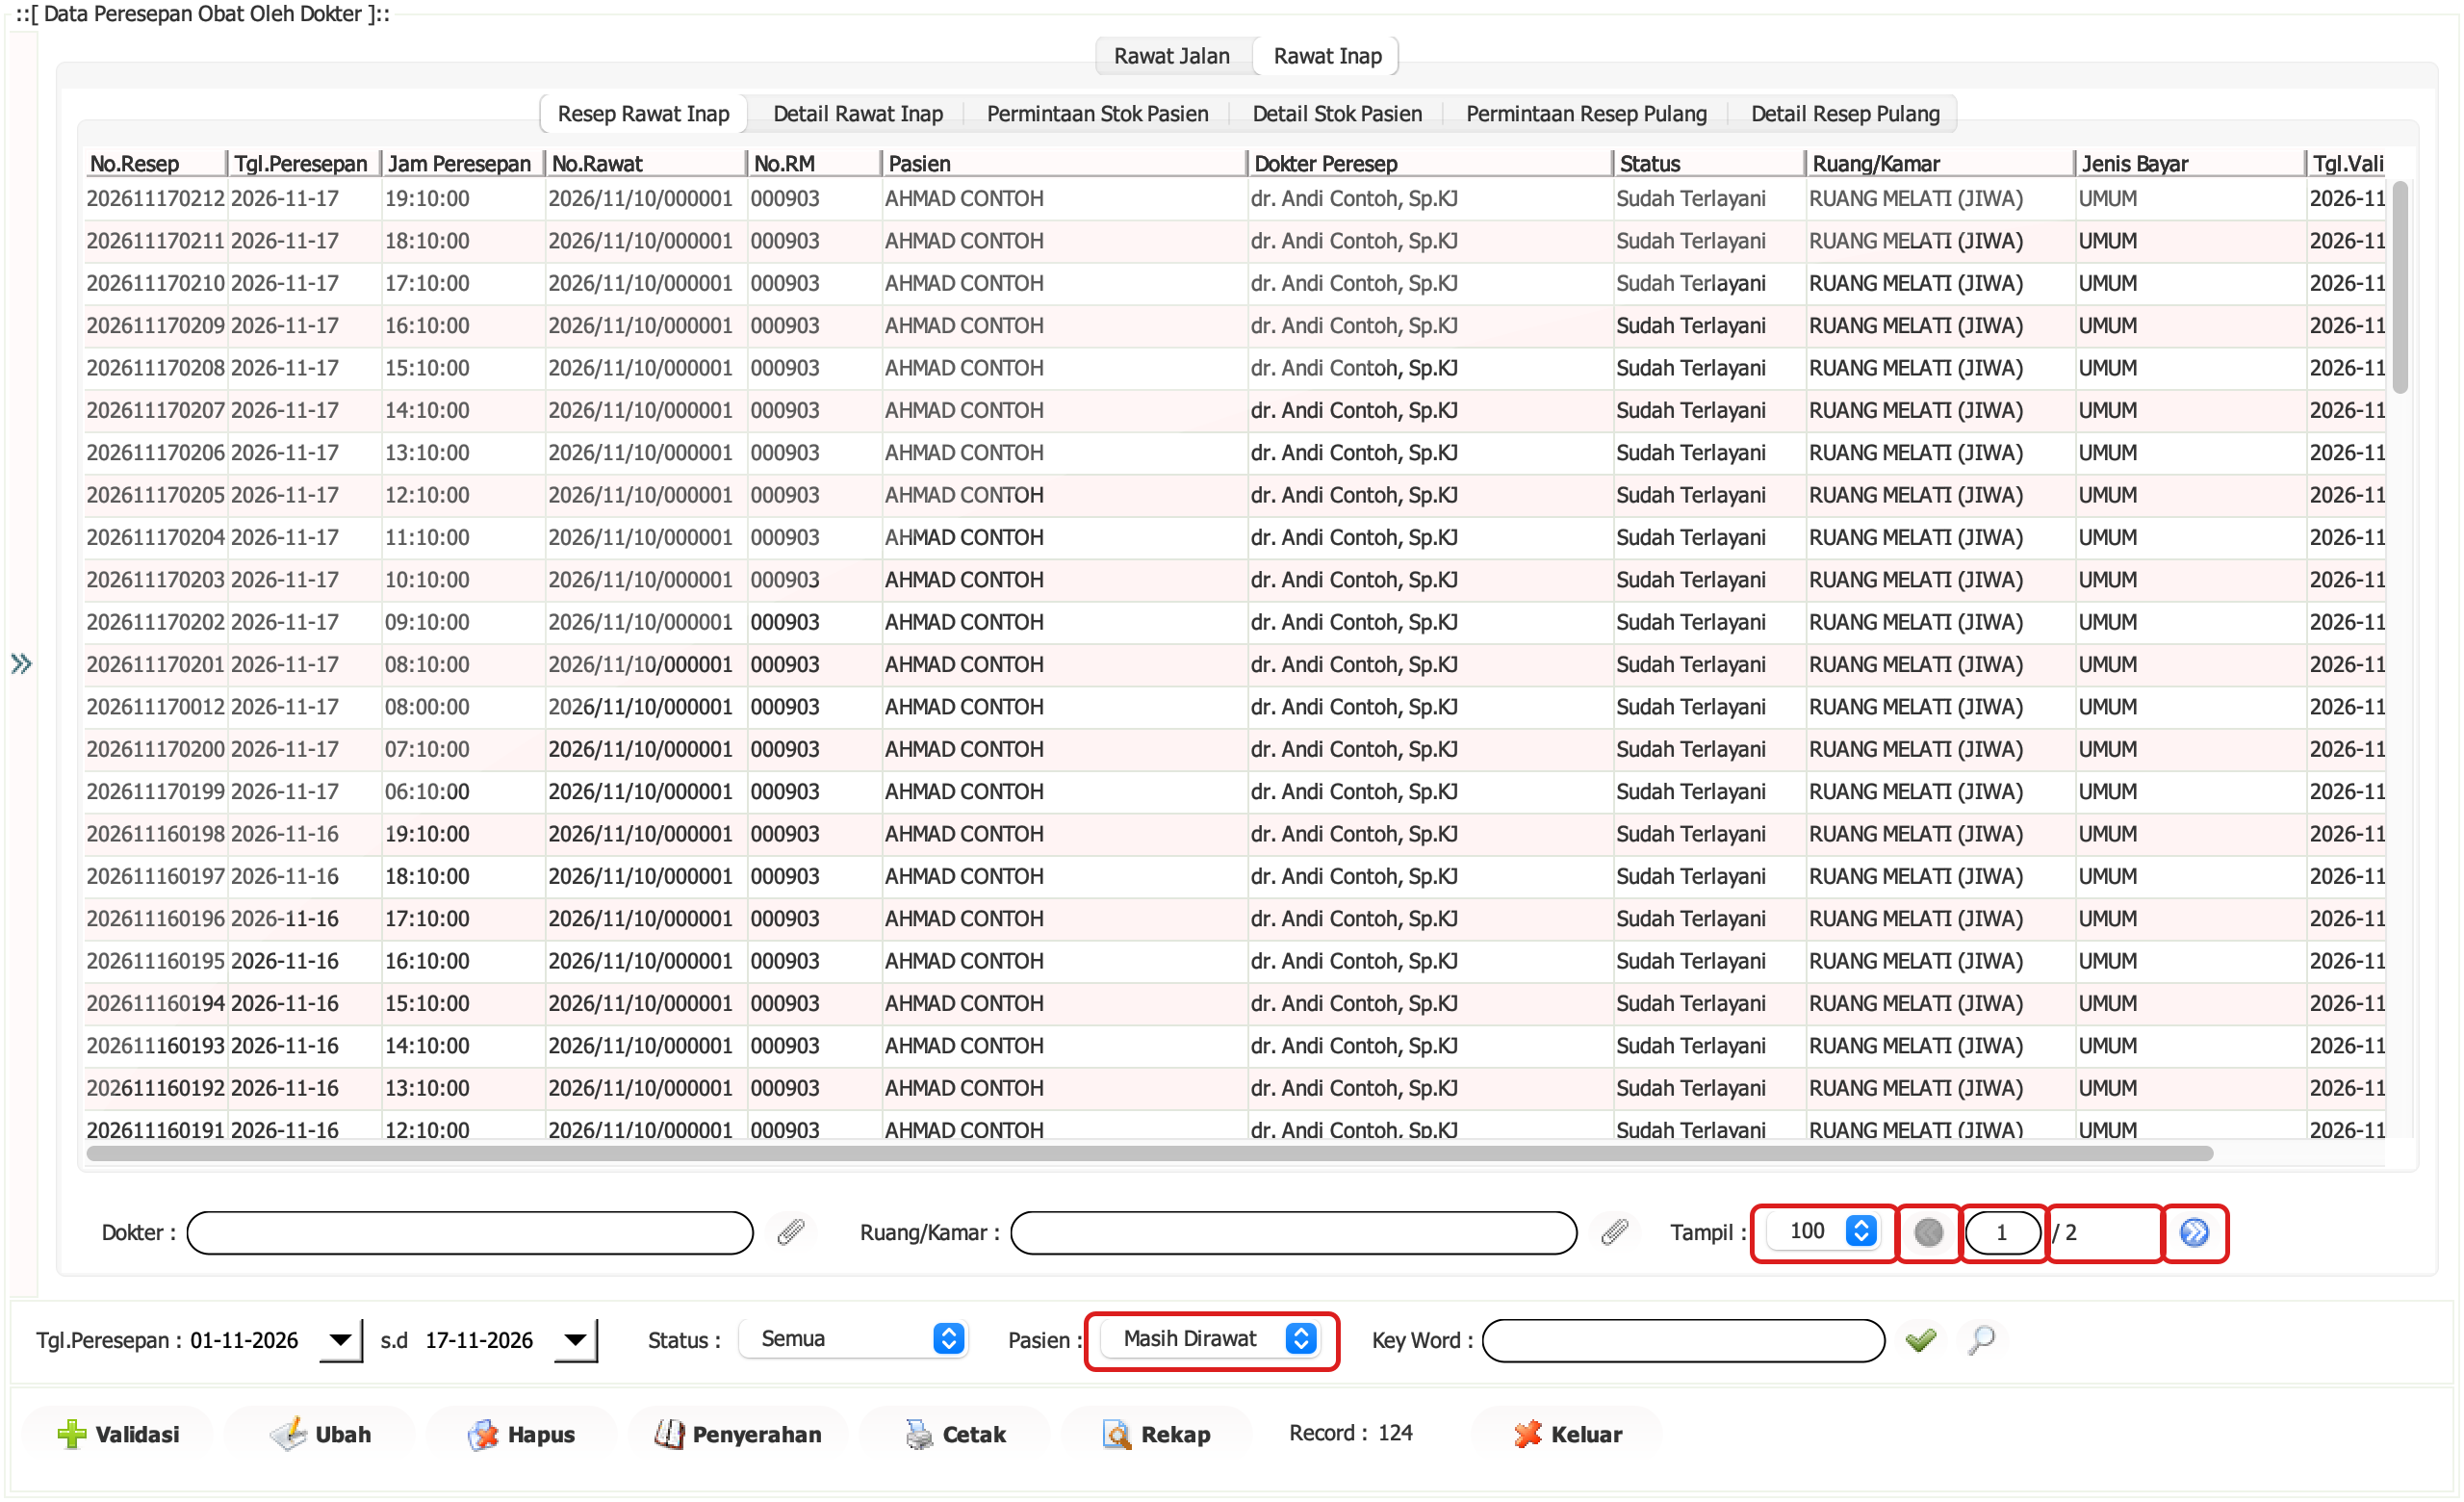 ::[ Data Peresepan Obat Oleh Dokter ]::
Rawat Jalan Rawat Inap
Resep Rawat Inap Detail Rawat Inap Permintaan Stok Pasien Detail Stok Pasien Permintaan Resep Pulang Detail Resep Pulang
No.Resep Tgl.Peresepan Jam Peresepan No.Rawat No.RM Pasien Dokter Peresep Status Ruang/Kamar Jenis Bayar Tgl.Vali
202611170212 2026-11-17 19:10:00 2026/11/10/000001 000903 AHMAD CONTOH dr. Andi Contoh, Sp.KJ Sudah Terlayani RUANG MELATI (JIWA) UMUM 2026-11
202611170211 2026-11-17 18:10:00 2026/11/10/000001 000903 AHMAD CONTOH dr. Andi Contoh, Sp.KJ Sudah Terlayani RUANG MELATI (JIWA) UMUM 2026-11
202611170210 2026-11-17 17:10:00 2026/11/10/000001 000903 AHMAD CONTOH dr. Andi Contoh, Sp.KJ Sudah Terlayani RUANG MELATI (JIWA) UMUM 2026-11
202611170209 2026-11-17 16:10:00 2026/11/10/000001 000903 AHMAD CONTOH dr. Andi Contoh, Sp.KJ Sudah Terlayani RUANG MELATI (JIWA) UMUM 2026-11
202611170208 2026-11-17 15:10:00 2026/11/10/000001 000903 AHMAD CONTOH dr. Andi Contoh, Sp.KJ Sudah Terlayani RUANG MELATI (JIWA) UMUM 2026-11
202611170207 2026-11-17 14:10:00 2026/11/10/000001 000903 AHMAD CONTOH dr. Andi Contoh, Sp.KJ Sudah Terlayani RUANG MELATI (JIWA) UMUM 2026-11
202611170206 2026-11-17 13:10:00 2026/11/10/000001 000903 AHMAD CONTOH dr. Andi Contoh, Sp.KJ Sudah Terlayani RUANG MELATI (JIWA) UMUM 2026-11
202611170205 2026-11-17 12:10:00 2026/11/10/000001 000903 AHMAD CONTOH dr. Andi Contoh, Sp.KJ Sudah Terlayani RUANG MELATI (JIWA) UMUM 2026-11
202611170204 2026-11-17 11:10:00 2026/11/10/000001 000903 AHMAD CONTOH dr. Andi Contoh, Sp.KJ Sudah Terlayani RUANG MELATI (JIWA) UMUM 2026-11
202611170203 2026-11-17 10:10:00 2026/11/10/000001 000903 AHMAD CONTOH dr. Andi Contoh, Sp.KJ Sudah Terlayani RUANG MELATI (JIWA) UMUM 2026-11
202611170202 2026-11-17 09:10:00 2026/11/10/000001 000903 AHMAD CONTOH dr. Andi Contoh, Sp.KJ Sudah Terlayani RUANG MELATI (JIWA) UMUM 2026-11
202611170201 2026-11-17 08:10:00 2026/11/10/000001 000903 AHMAD CONTOH dr. Andi Contoh, Sp.KJ Sudah Terlayani RUANG MELATI (JIWA) UMUM 2026-11
202611170012 2026-11-17 08:00:00 2026/11/10/000001 000903 AHMAD CONTOH dr. Andi Contoh, Sp.KJ Sudah Terlayani RUANG MELATI (JIWA) UMUM 2026-11
202611170200 2026-11-17 07:10:00 2026/11/10/000001 000903 AHMAD CONTOH dr. Andi Contoh, Sp.KJ Sudah Terlayani RUANG MELATI (JIWA) UMUM 2026-11
202611170199 2026-11-17 06:10:00 2026/11/10/000001 000903 AHMAD CONTOH dr. Andi Contoh, Sp.KJ Sudah Terlayani RUANG MELATI (JIWA) UMUM 2026-11
202611160198 2026-11-16 19:10:00 2026/11/10/000001 000903 AHMAD CONTOH dr. Andi Contoh, Sp.KJ Sudah Terlayani RUANG MELATI (JIWA) UMUM 2026-11
202611160197 2026-11-16 18:10:00 2026/11/10/000001 000903 AHMAD CONTOH dr. Andi Contoh, Sp.KJ Sudah Terlayani RUANG MELATI (JIWA) UMUM 2026-11
202611160196 2026-11-16 17:10:00 2026/11/10/000001 000903 AHMAD CONTOH dr. Andi Contoh, Sp.KJ Sudah Terlayani RUANG MELATI (JIWA) UMUM 2026-11
202611160195 2026-11-16 16:10:00 2026/11/10/000001 000903 AHMAD CONTOH dr. Andi Contoh, Sp.KJ Sudah Terlayani RUANG MELATI (JIWA) UMUM 2026-11
202611160194 2026-11-16 15:10:00 2026/11/10/000001 000903 AHMAD CONTOH dr. Andi Contoh, Sp.KJ Sudah Terlayani RUANG MELATI (JIWA) UMUM 2026-11
202611160193 2026-11-16 14:10:00 2026/11/10/000001 000903 AHMAD CONTOH dr. Andi Contoh, Sp.KJ Sudah Terlayani RUANG MELATI (JIWA) UMUM 2026-11
202611160192 2026-11-16 13:10:00 2026/11/10/000001 000903 AHMAD CONTOH dr. Andi Contoh, Sp.KJ Sudah Terlayani RUANG MELATI (JIWA) UMUM 2026-11
202611160191 2026-11-16 12:10:00 2026/11/10/000001 000903 AHMAD CONTOH dr. Andi Contoh, Sp.KJ Sudah Terlayani RUANG MELATI (JIWA) UMUM 2026-11
Dokter : Ruang/Kamar : Tampil : 100 1 / 2
Tgl.Peresepan : 01-11-2026 s.d 17-11-2026 Status : Semua Pasien : Masih Dirawat Key Word :
Validasi Ubah Hapus Penyerahan Cetak Rekap Record : 124 Keluar